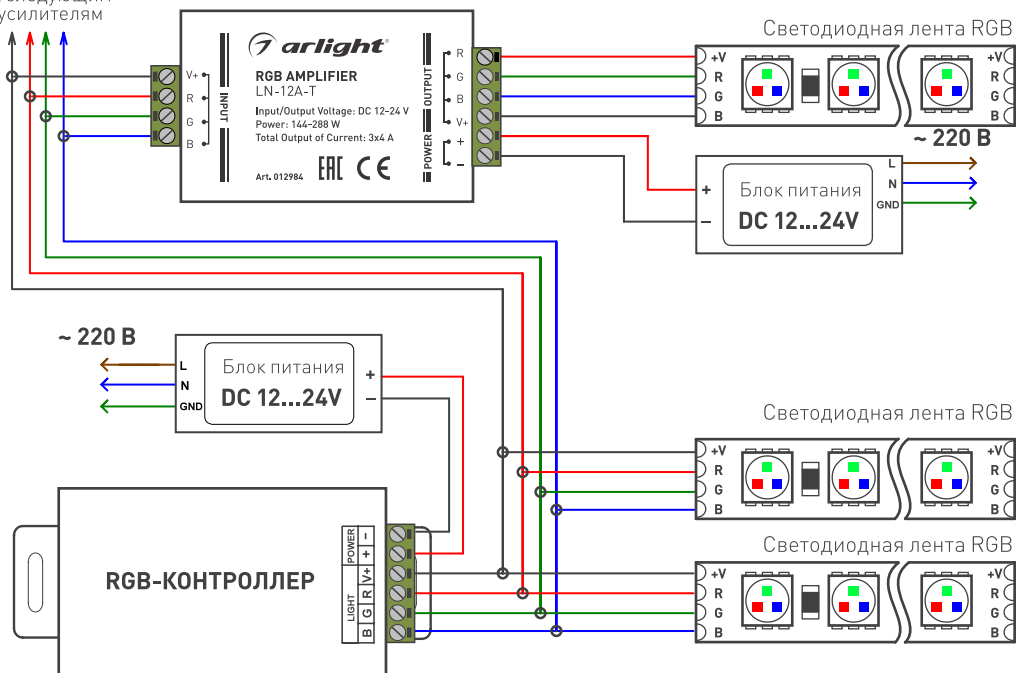 усилителям
arlight
RGB AMPLIFIER
LN-12A-T
Input/Output Voltage: DC 12-24 V
Power: 144-288 W
Total Output of Current: 3x4 A
Art. 012984
EAC CE
INPUT
V+
R
G
B
OUTPUT
R
G
B
V+
POWER
+
−
Светодиодная лента RGB
+V
R
G
B
+V
R
G
B
~ 220 В
Блок питания
DC 12...24V
+
−
L
N
GND
~ 220 В
L
N
GND
Блок питания
DC 12...24V
+
−
Светодиодная лента RGB
+V
R
G
B
+V
R
G
B
Светодиодная лента RGB
+V
R
G
B
+V
R
G
B
RGB-КОНТРОЛЛЕР
POWER
−
+
LIGHT
V+
R
G
B